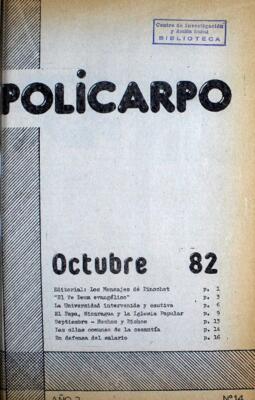 Centro de Investigación
y Acción Social
BIBLIOTECA
POLICARPO
Octubre 82
Editorial: Los Mensajes de Pinochet p. 1
"El Te Deum evangélico" p. 3
La Universidad intervenida y cautiva p. 6
El Papa, Nicaragua y la Iglesia Popular p. 9
Septiembre - Hechos y Dichos p. 13
Las ollas comunes de la cesantía p. 14
En defensa del salario p. 16
AÑO 2 Nº14